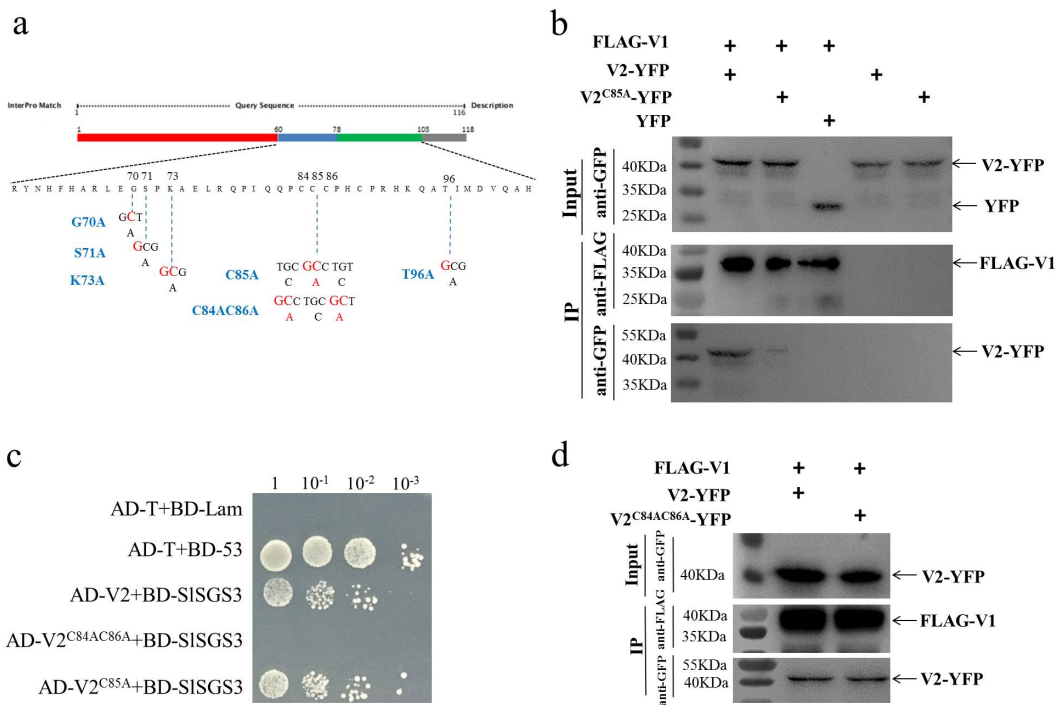 a
InterPro Match
Query Sequence
Description
1
116
60
78
105
118
R Y N H F H A R L E G S P K A E L R Q P I Q Q P C C C P H C P R H K Q A T I M D V Q A H
70 71 73 84 85 86 96
G70A
GCT
A
S71A
GCG
A
K73A
GCG
A
C85A
TGC GCC TGT
C A C
C84AC86A
GCC TGC GCT
A C A
T96A
GCG
A
b
FLAG-V1 + + +
V2-YFP + +
V2C85A-YFP + +
YFP +
Input
anti-GFP
40KDa
35KDa
25KDa
V2-YFP
YFP
IP
anti-FLAG
40KDa
35KDa
25KDa
FLAG-V1
anti-GFP
55KDa
40KDa
35KDa
V2-YFP
c
1 10-1 10-2 10-3
AD-T+BD-Lam
AD-T+BD-53
AD-V2+BD-SlSGS3
AD-V2C84AC86A+BD-SlSGS3
AD-V2C85A+BD-SlSGS3
d
FLAG-V1 + +
V2-YFP +
V2C84AC86A-YFP +
Input
anti-GFP
40KDa
V2-YFP
IP
anti-FLAG
40KDa
35KDa
FLAG-V1
anti-GFP
55KDa
40KDa
V2-YFP